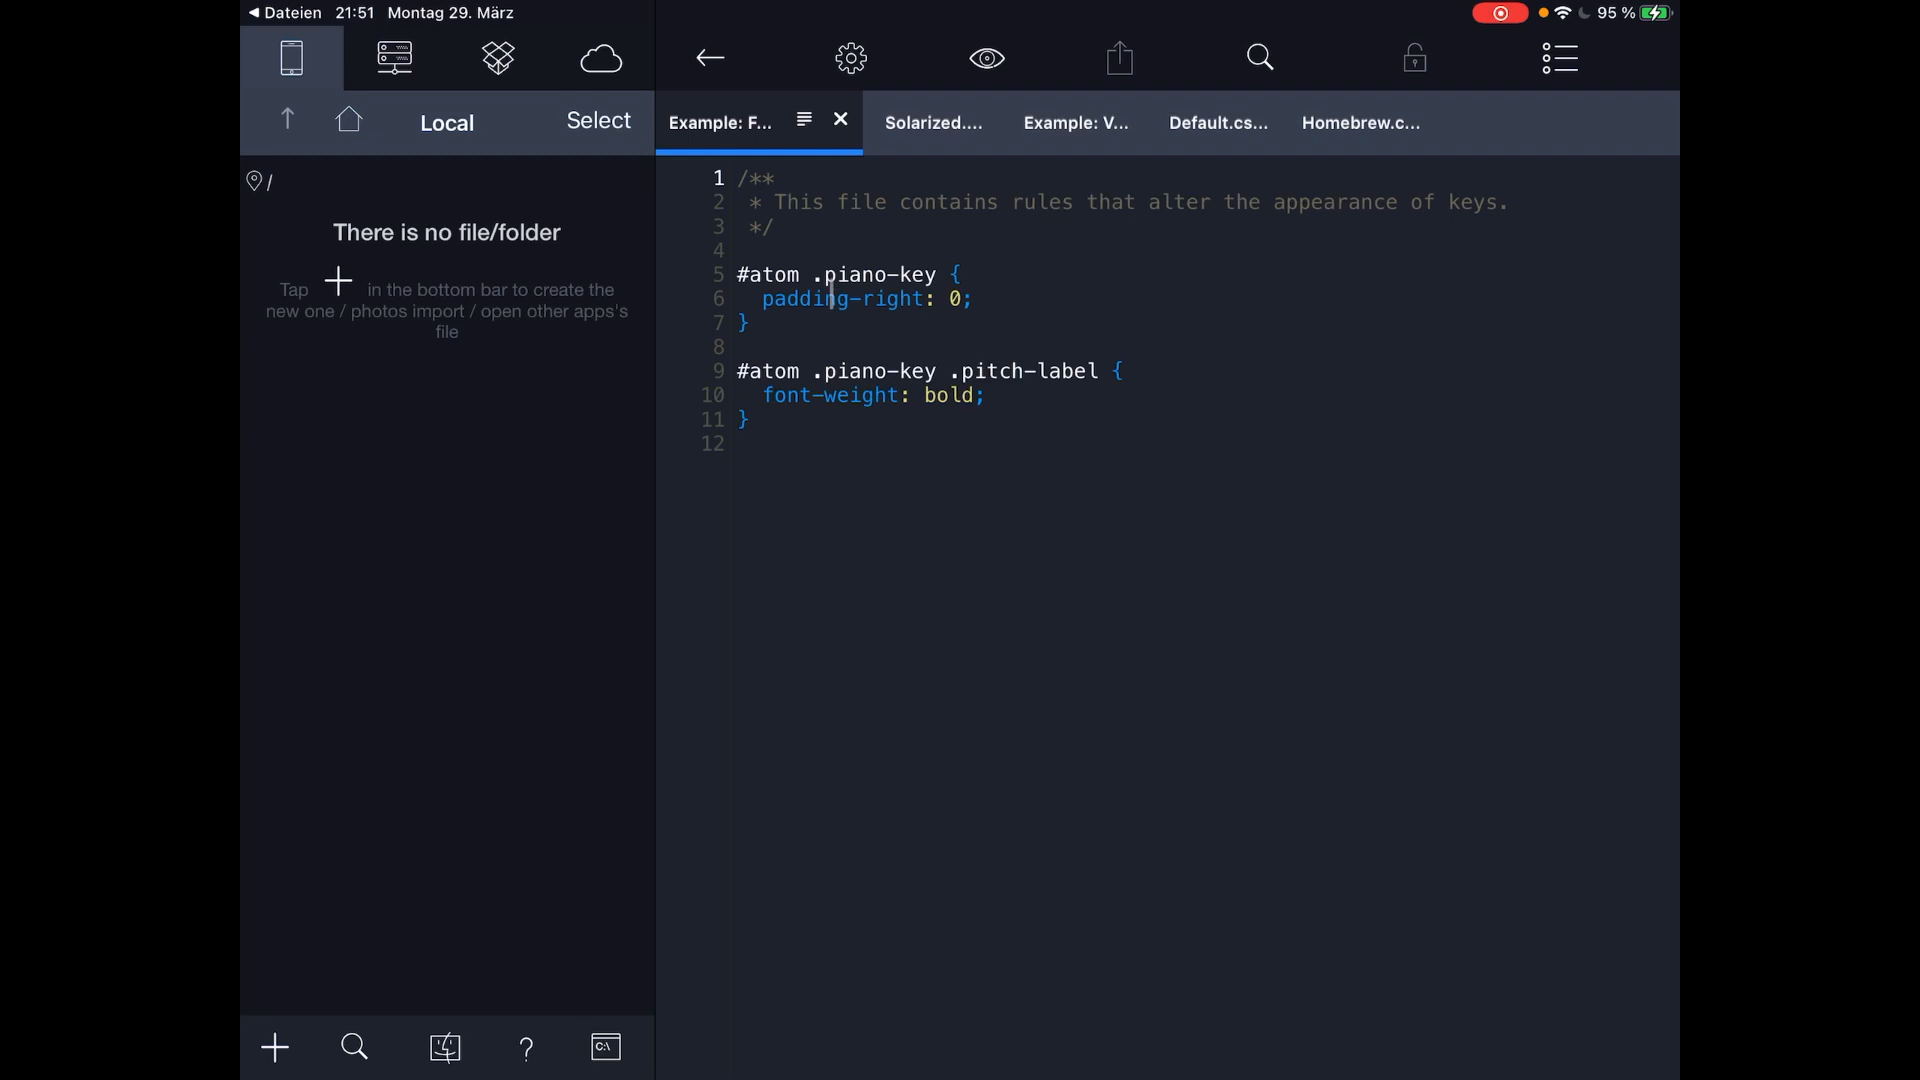 ◀ Dateien 21:51 Montag 29. März
95 %
Local
Select
/
There is no file/folder
Tap + in the bottom bar to create the
new one / photos import / open other apps's
file
?
C:\
Example: F...
Solarized....
Example: V...
Default.cs...
Homebrew.c...
1 /**
2  * This file contains rules that alter the appearance of keys.
3  */
4
5 #atom .piano-key {
6   padding-right: 0;
7 }
8
9 #atom .piano-key .pitch-label {
10   font-weight: bold;
11 }
12